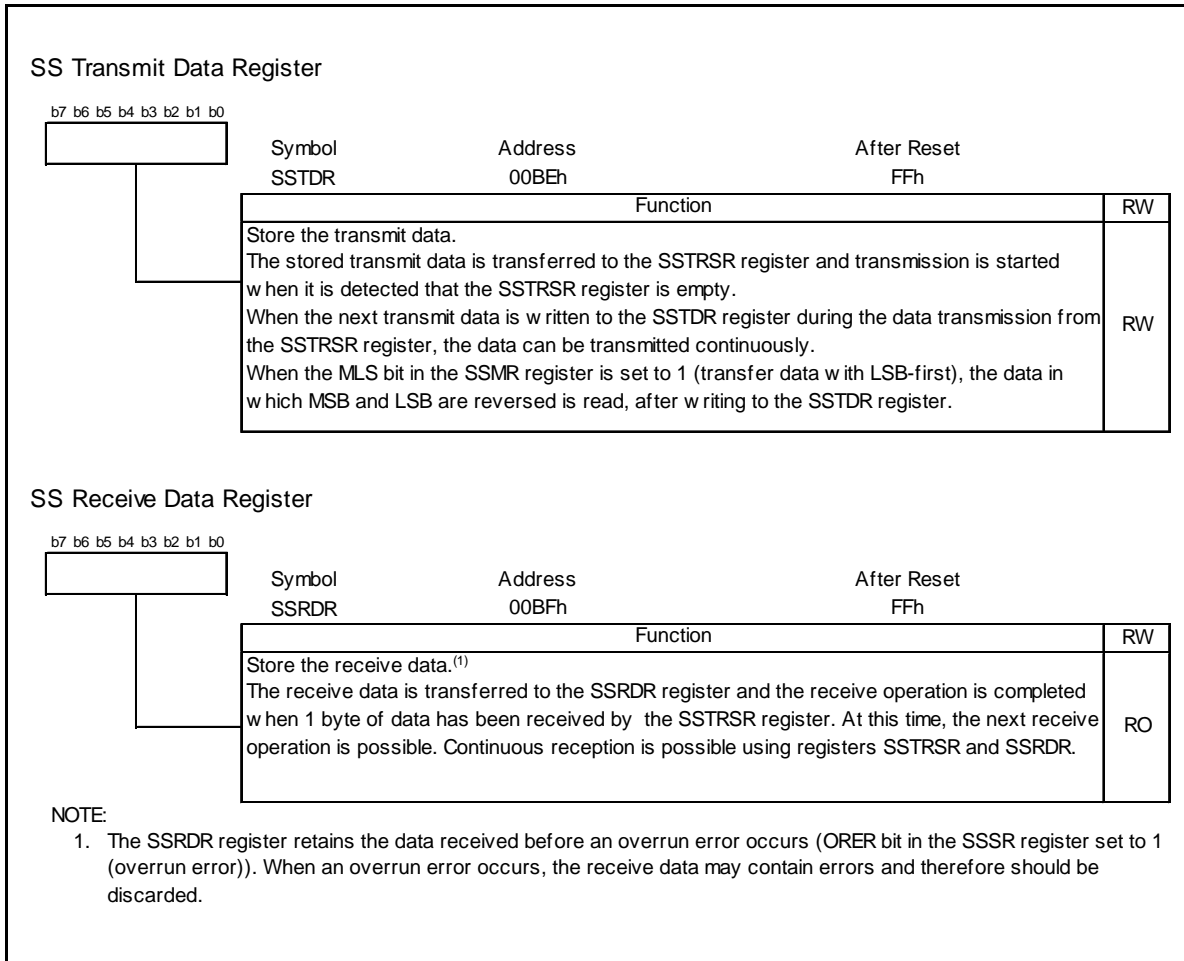 SS Transmit Data Register
b7 b6 b5 b4 b3 b2 b1 b0
Symbol Address After Reset
SSTDR 00BEh FFh
Function RW
Store the transmit data.
The stored transmit data is transferred to the SSTRSR register and transmission is started
when it is detected that the SSTRSR register is empty.
When the next transmit data is written to the SSTDR register during the data transmission from
the SSTRSR register, the data can be transmitted continuously.
When the MLS bit in the SSMR register is set to 1 (transfer data with LSB-first), the data in
which MSB and LSB are reversed is read, after writing to the SSTDR register.
RW
SS Receive Data Register
b7 b6 b5 b4 b3 b2 b1 b0
Symbol Address After Reset
SSRDR 00BFh FFh
Function RW
Store the receive data.(1)
The receive data is transferred to the SSRDR register and the receive operation is completed
when 1 byte of data has been received by the SSTRSR register. At this time, the next receive
operation is possible. Continuous reception is possible using registers SSTRSR and SSRDR.
RO
NOTE:
1. The SSRDR register retains the data received before an overrun error occurs (ORER bit in the SSSR register set to 1
(overrun error)). When an overrun error occurs, the receive data may contain errors and therefore should be
discarded.